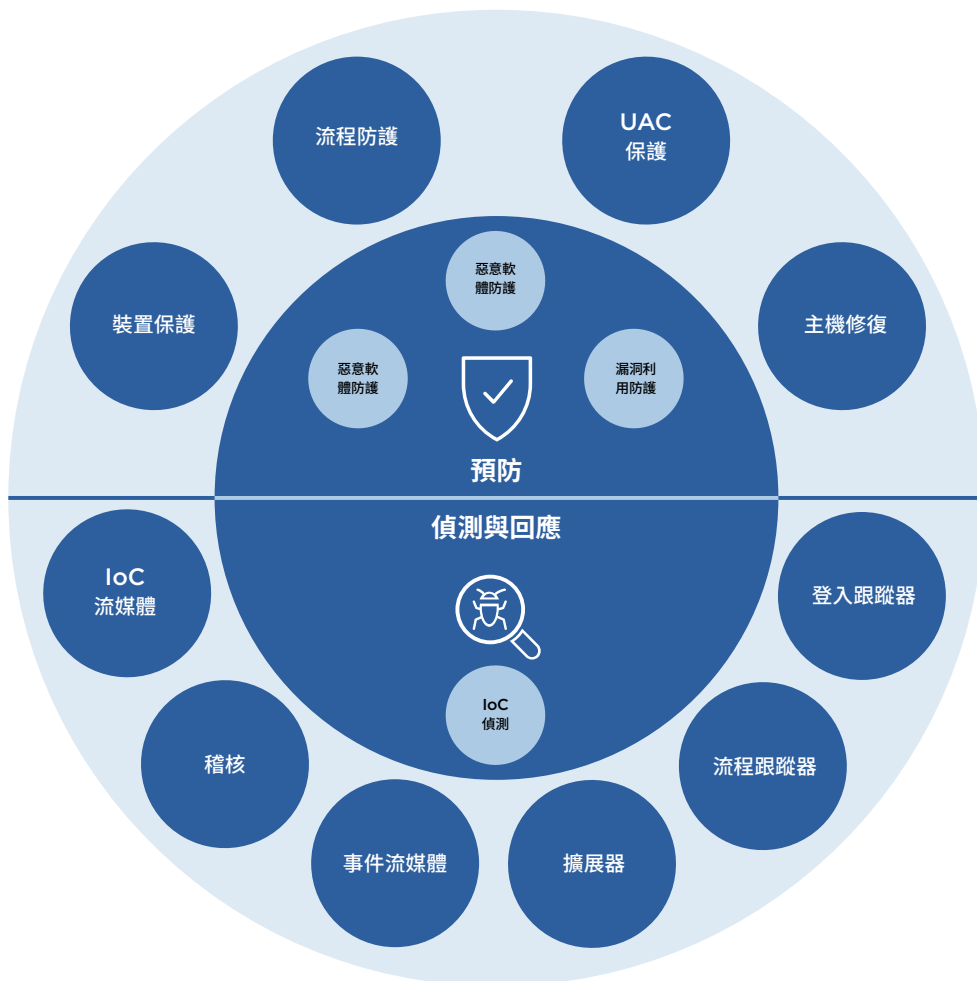 流程防護
UAC
保護
裝置保護
主機修復
惡意軟
體防護
惡意軟
體防護
漏洞利
用防護
預防
偵測與回應
IoC
流媒體
登入跟蹤器
IoC
偵測
稽核
流程跟蹤器
事件流媒體
擴展器